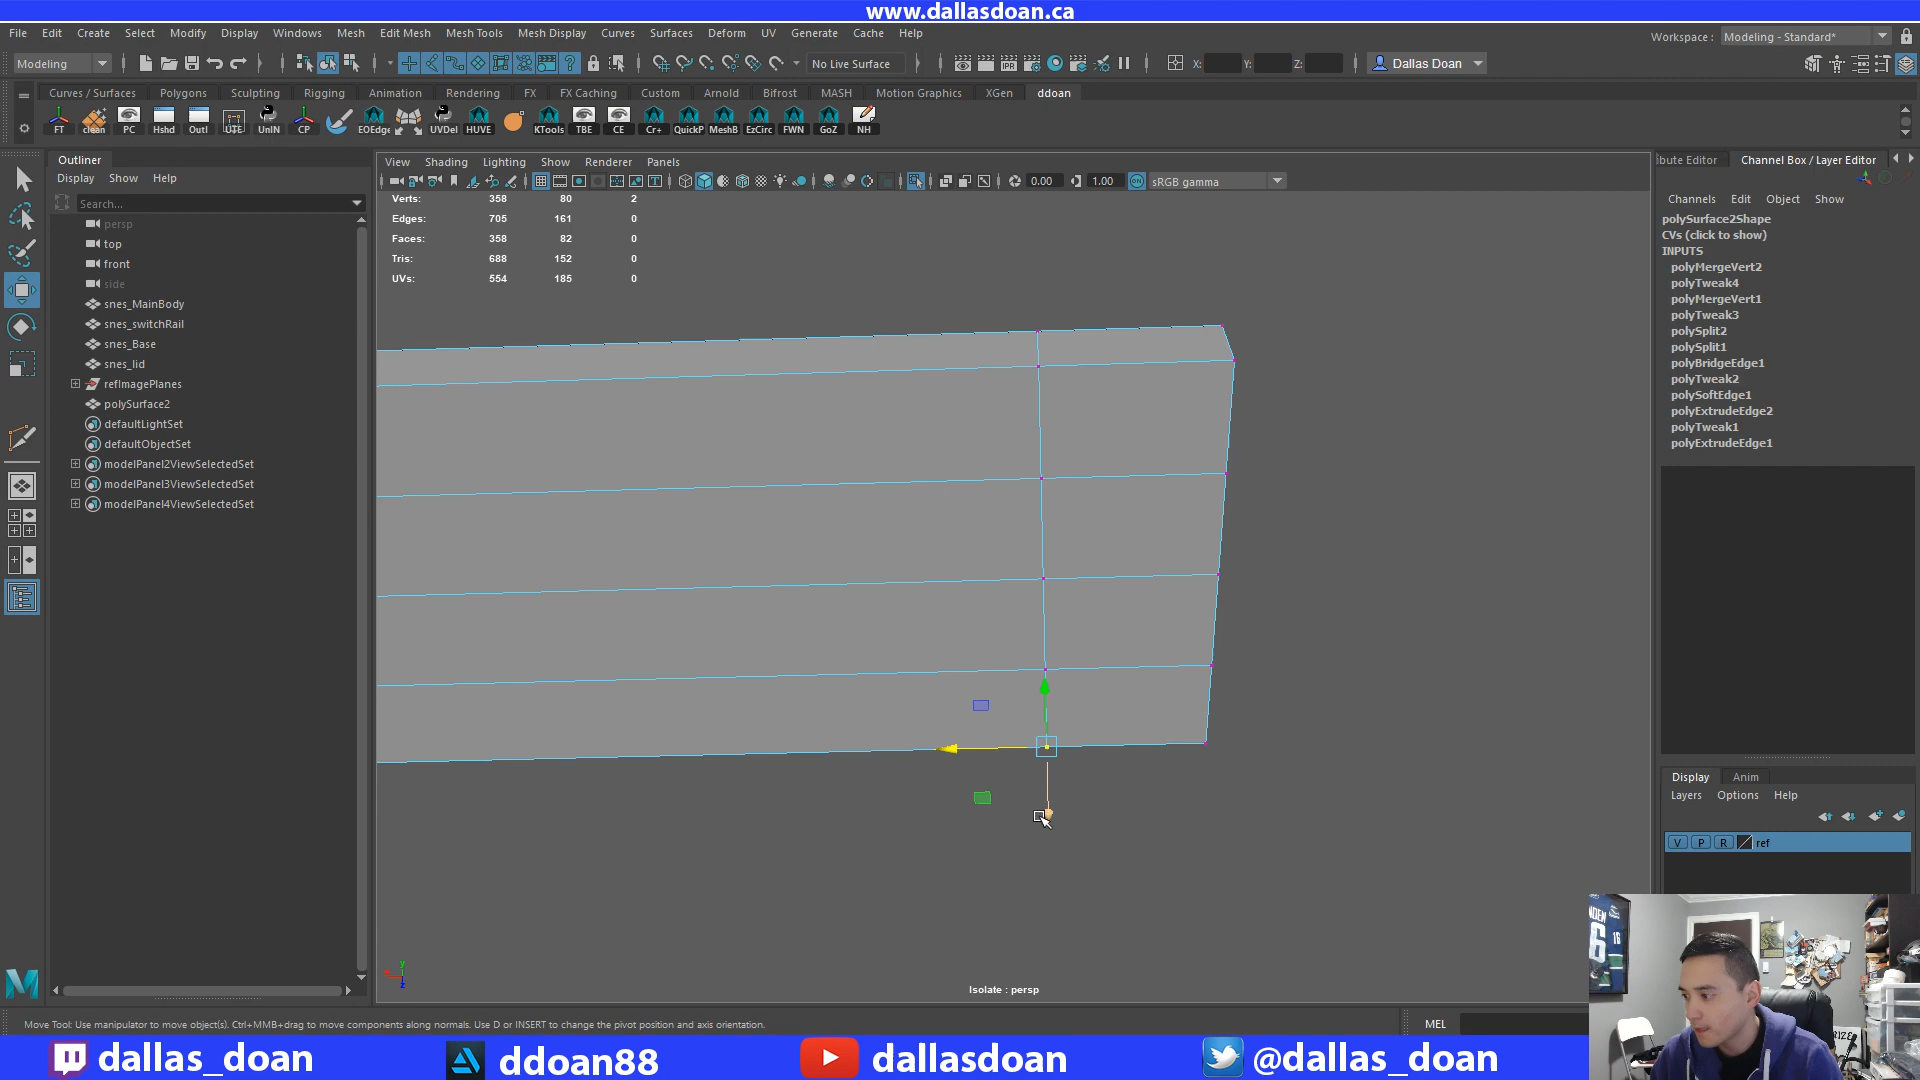 www.dallasdoan.ca
File Edit Create Select Modify Display Windows Mesh Edit Mesh Mesh Tools Mesh Display Curves Surfaces Deform UV Generate Cache Help
Workspace : Modeling - Standard*
Modeling No Live Surface X: Y: Z: Dallas Doan
Curves / Surfaces Polygons Sculpting Rigging Animation Rendering FX FX Caching Custom Arnold Bifrost MASH Motion Graphics XGen ddoan
FT clean PC Hshd Outl UTE UnIN CP EOEdge UVDel HUVE KTools TBE CE Cr+ QuickP MeshB EzCirc FWN GoZ NH
Outliner
Display Show Help
Search...
persp
top
front
side
snes_MainBody
snes_switchRail
snes_Base
snes_lid
refImagePlanes
polySurface2
defaultLightSet
defaultObjectSet
modelPanel2ViewSelectedSet
modelPanel3ViewSelectedSet
modelPanel4ViewSelectedSet
View Shading Lighting Show Renderer Panels
0.00 1.00 ON sRGB gamma
Verts: 358 80 2
Edges: 705 161 0
Faces: 358 82 0
Tris: 688 152 0
UVs: 554 185 0
y
z
Isolate : persp
bute Editor Channel Box / Layer Editor
Channels Edit Object Show
polySurface2Shape
CVs (click to show)
INPUTS
polyMergeVert2
polyTweak4
polyMergeVert1
polyTweak3
polySplit2
polySplit1
polyBridgeEdge1
polyTweak2
polySoftEdge1
polyExtrudeEdge2
polyTweak1
polyExtrudeEdge1
Display Anim
Layers Options Help
V P R ref
Move Tool: Use manipulator to move object(s). Ctrl+MMB+drag to move components along normals. Use D or INSERT to change the pivot position and axis orientation.
MEL
dallas_doan ddoan88 dallasdoan @dallas_doan